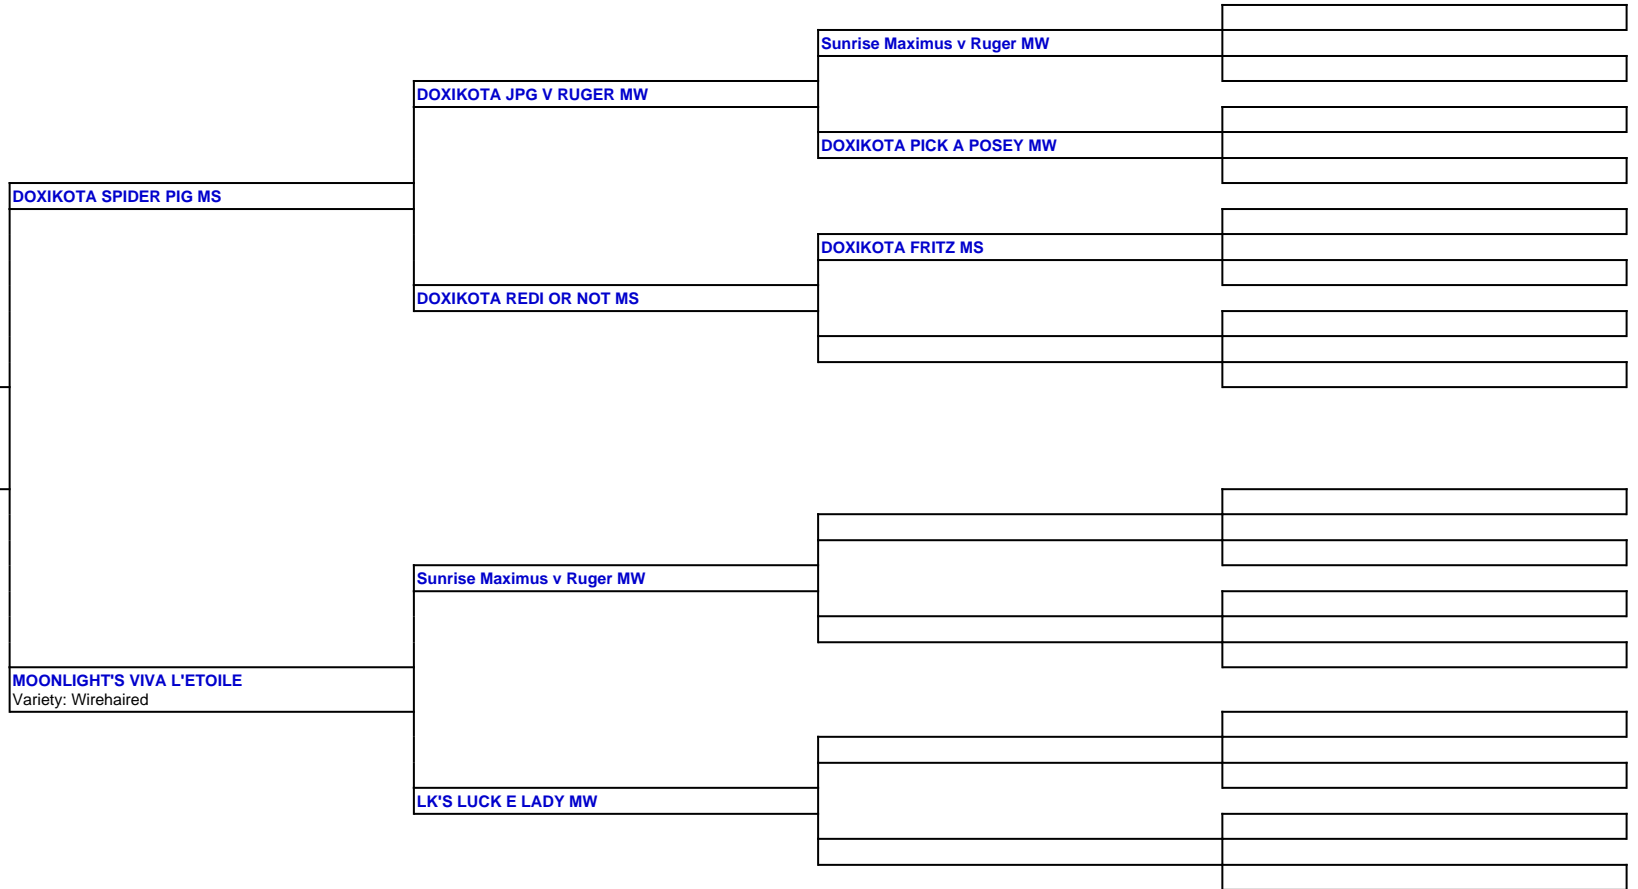 Sunrise Maximus v Ruger MW
DOXIKOTA JPG V RUGER MW
DOXIKOTA PICK A POSEY MW
DOXIKOTA SPIDER PIG MS
DOXIKOTA FRITZ MS
DOXIKOTA REDI OR NOT MS
Sunrise Maximus v Ruger MW
MOONLIGHT'S VIVA L'ETOILE
Variety: Wirehaired
LK'S LUCK E LADY MW